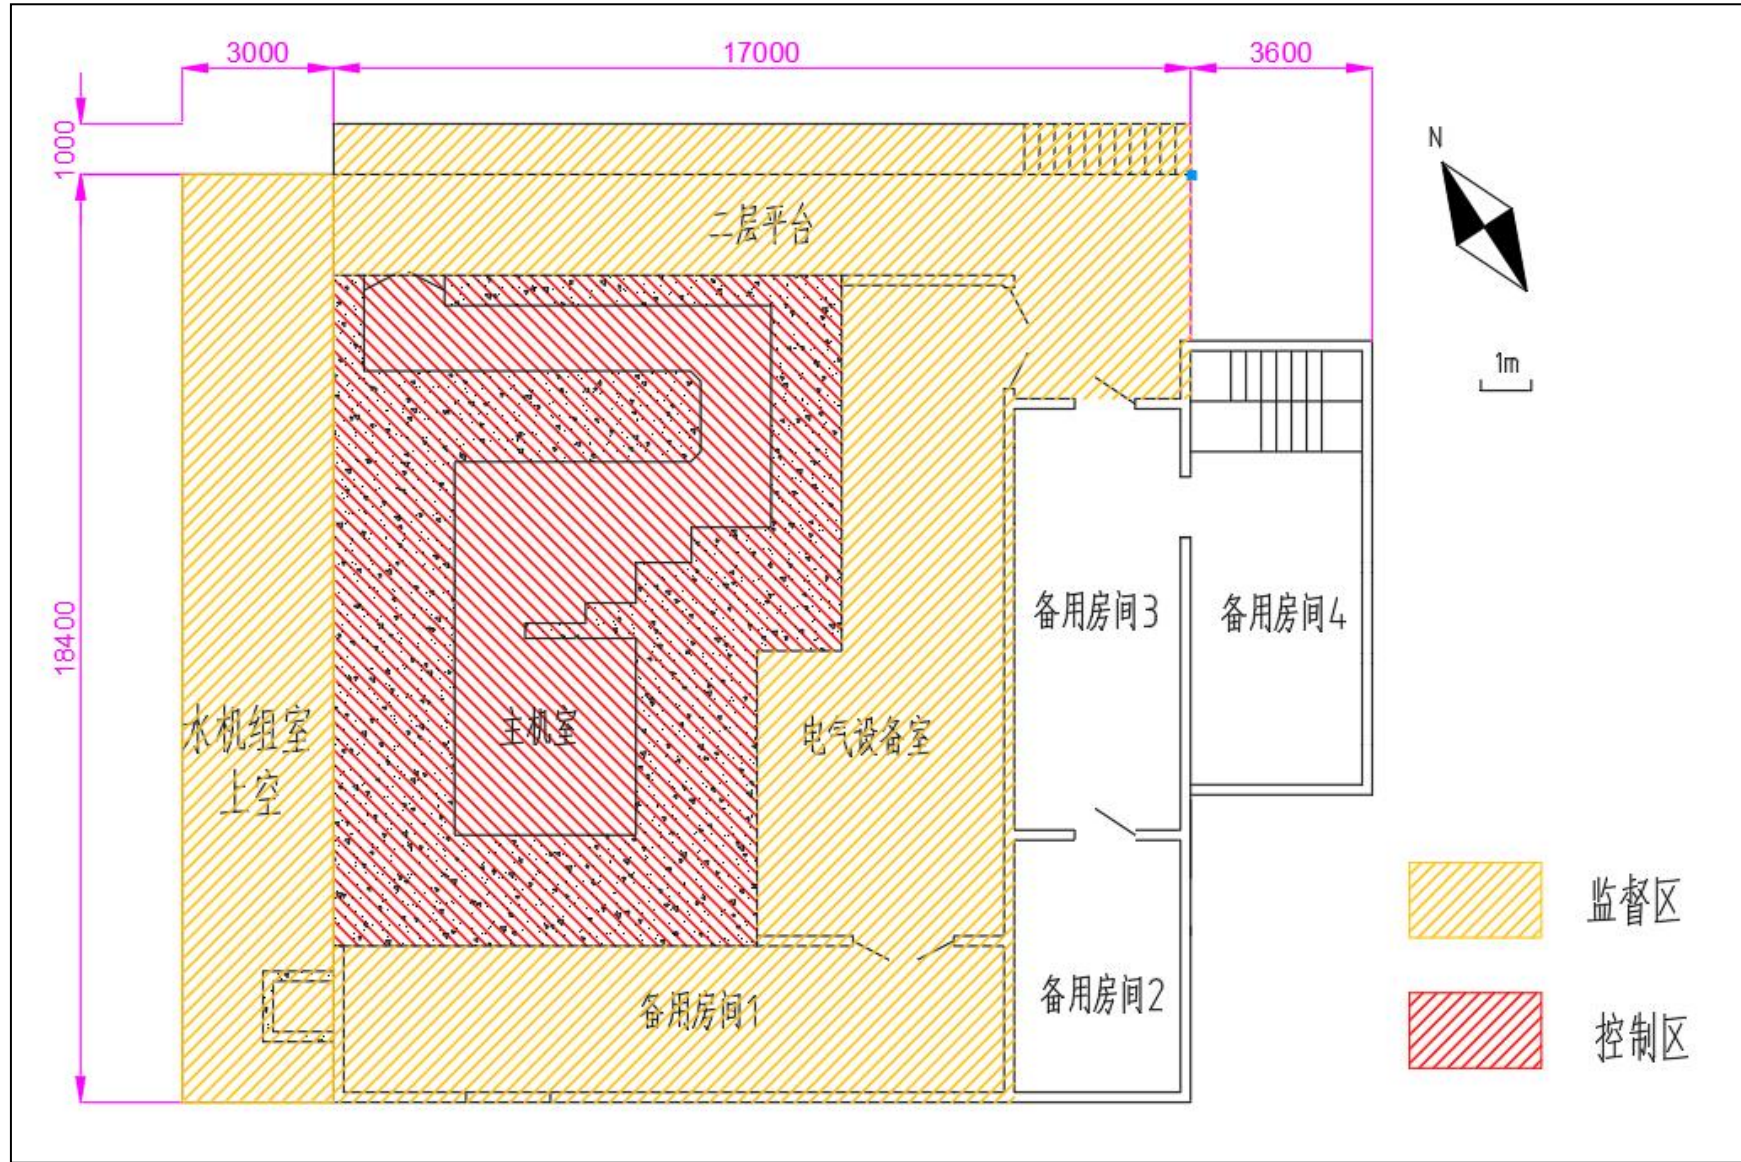 3000
17000
3600
1000
N
二层平台
1m
18400
备用房间3
备用房间4
水机组室
上空
主机室
电气设备室
监督区
备用房间1
备用房间2
控制区